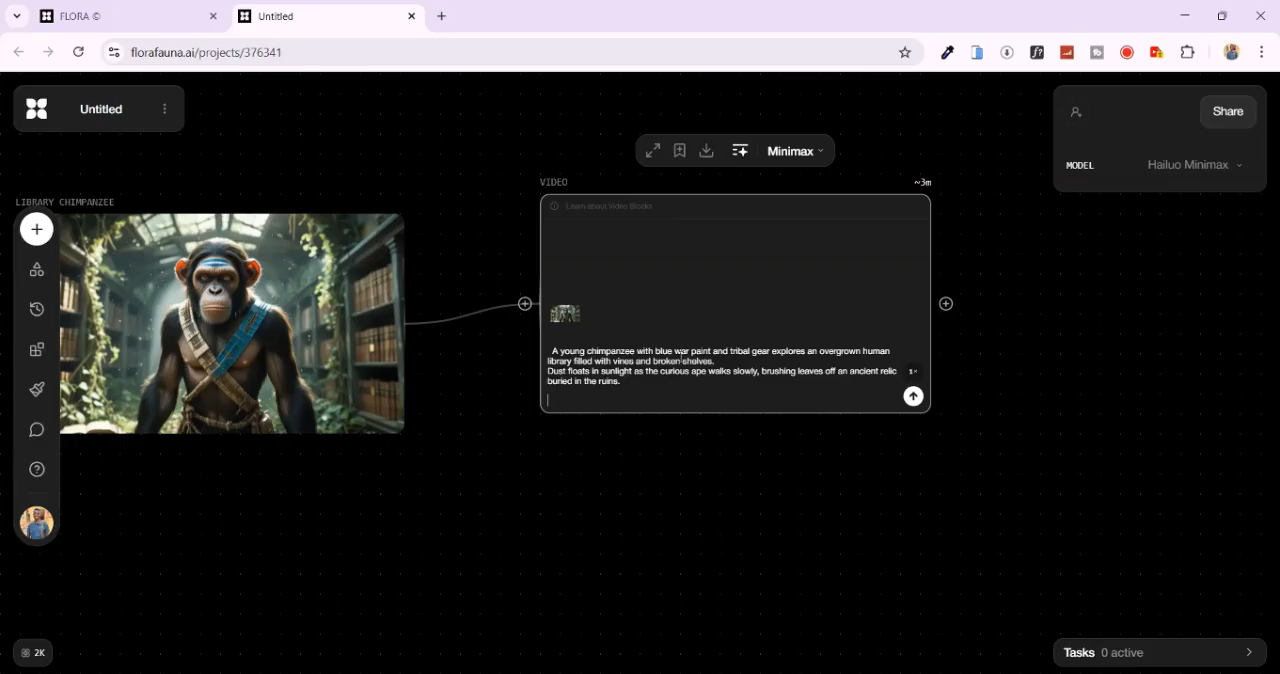 FLORA ©
Untitled
florafauna.ai/projects/376341
Untitled
Share
MODEL
Hailuo Minimax
Minimax
VIDEO
~3m
LIBRARY CHIMPANZEE
Learn about Video Blocks
A young chimpanzee with blue war paint and tribal gear explores an overgrown human
library filled with vines and broken shelves.
Dust floats in sunlight as the curious ape walks slowly, brushing leaves off an ancient relic
buried in the ruins.
1×
2K
Tasks 0 active